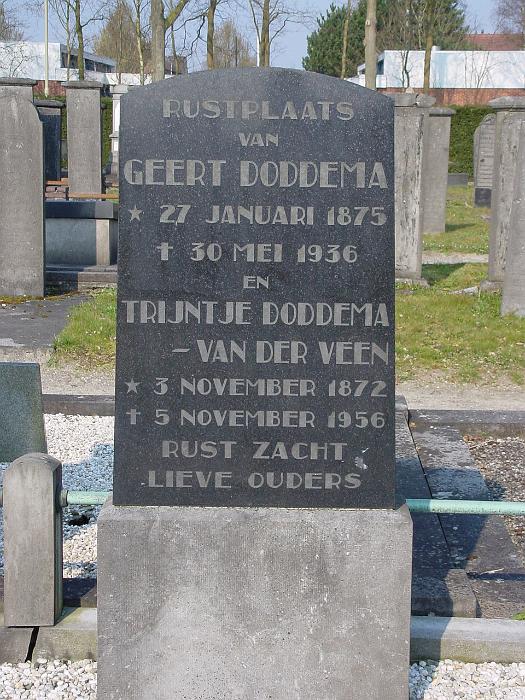 RUSTPLAATS
VAN
GEERT DODDEMA
★ 27 JANUARI 1875
✝ 30 MEI 1936
EN
TRIJNTJE DODDEMA
– VAN DER VEEN
★ 3 NOVEMBER 1872
✝ 5 NOVEMBER 1956
RUST ZACHT
LIEVE OUDERS